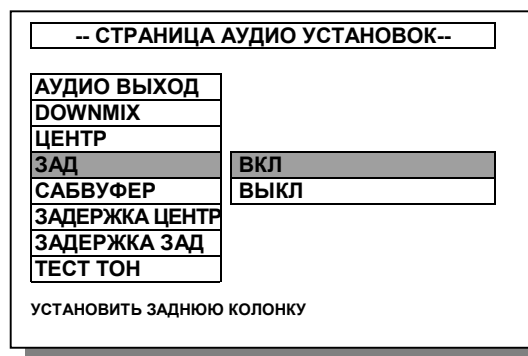 -- СТРАНИЦА АУДИО УСТАНОВОК--
АУДИО ВЫХОД
DOWNMIX
ЦЕНТР
ЗАД ВКЛ
САБВУФЕР ВЫКЛ
ЗАДЕРЖКА ЦЕНТР
ЗАДЕРЖКА ЗАД
ТЕСТ ТОН
УСТАНОВИТЬ ЗАДНЮЮ КОЛОНКУ